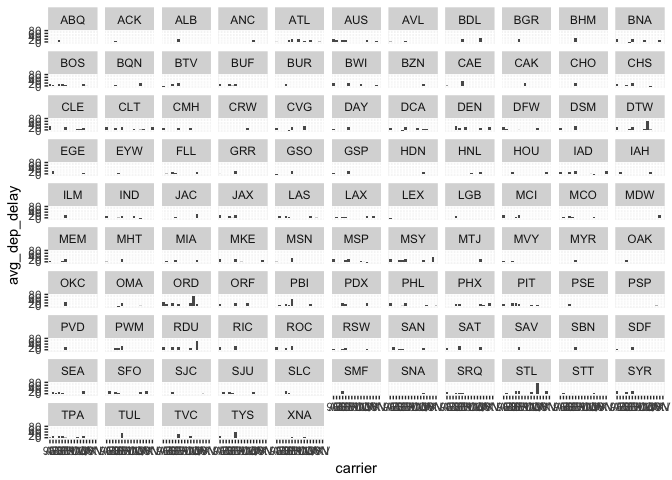 ABQ ACK ALB ANC ATL AUS AVL BDL BGR BHM BNA
BOS BQN BTV BUF BUR BWI BZN CAE CAK CHO CHS
CLE CLT CMH CRW CVG DAY DCA DEN DFW DSM DTW
EGE EYW FLL GRR GSO GSP HDN HNL HOU IAD IAH
avg_dep_delay
ILM IND JAC JAX LAS LAX LEX LGB MCI MCO MDW
MEM MHT MIA MKE MSN MSP MSY MTJ MVY MYR OAK
OKC OMA ORD ORF PBI PDX PHL PHX PIT PSE PSP
PVD PWM RDU RIC ROC RSW SAN SAT SAV SBN SDF
SEA SFO SJC SJU SLC SMF SNA SRQ STL STT SYR
TPA TUL TVC TYS XNA
carrier